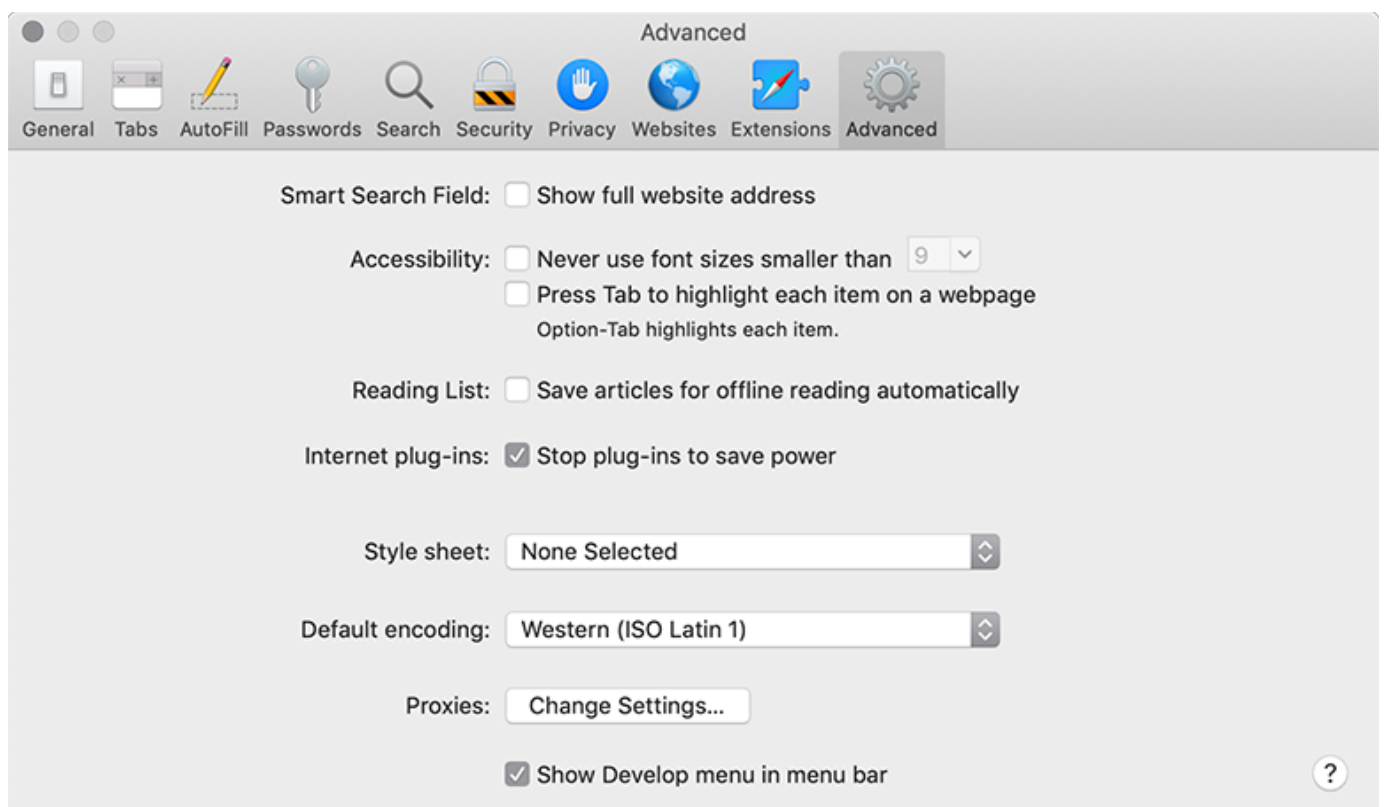 Advanced
General Tabs AutoFill Passwords Search Security Privacy Websites Extensions Advanced
Smart Search Field: Show full website address
Accessibility: Never use font sizes smaller than 9
Press Tab to highlight each item on a webpage
Option-Tab highlights each item.
Reading List: Save articles for offline reading automatically
Internet plug-ins: Stop plug-ins to save power
Style sheet: None Selected
Default encoding: Western (ISO Latin 1)
Proxies: Change Settings...
Show Develop menu in menu bar ?